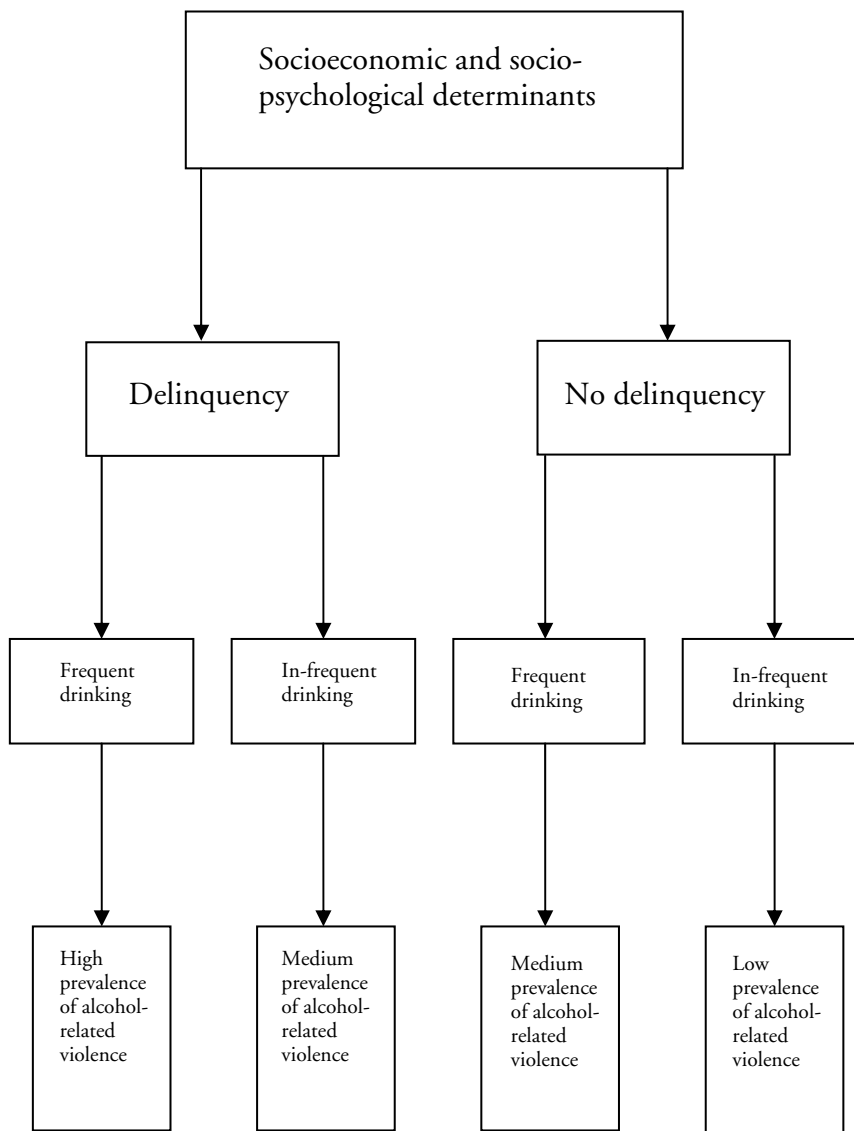 Socioeconomic and socio-
psychological determinants
Delinquency
No delinquency
Frequent
drinking
In-frequent
drinking
Frequent
drinking
In-frequent
drinking
High
prevalence
of alcohol-
related
violence
Medium
prevalence
of alcohol-
related
violence
Medium
prevalence
of alcohol-
related
violence
Low
prevalence
of alcohol-
related
violence